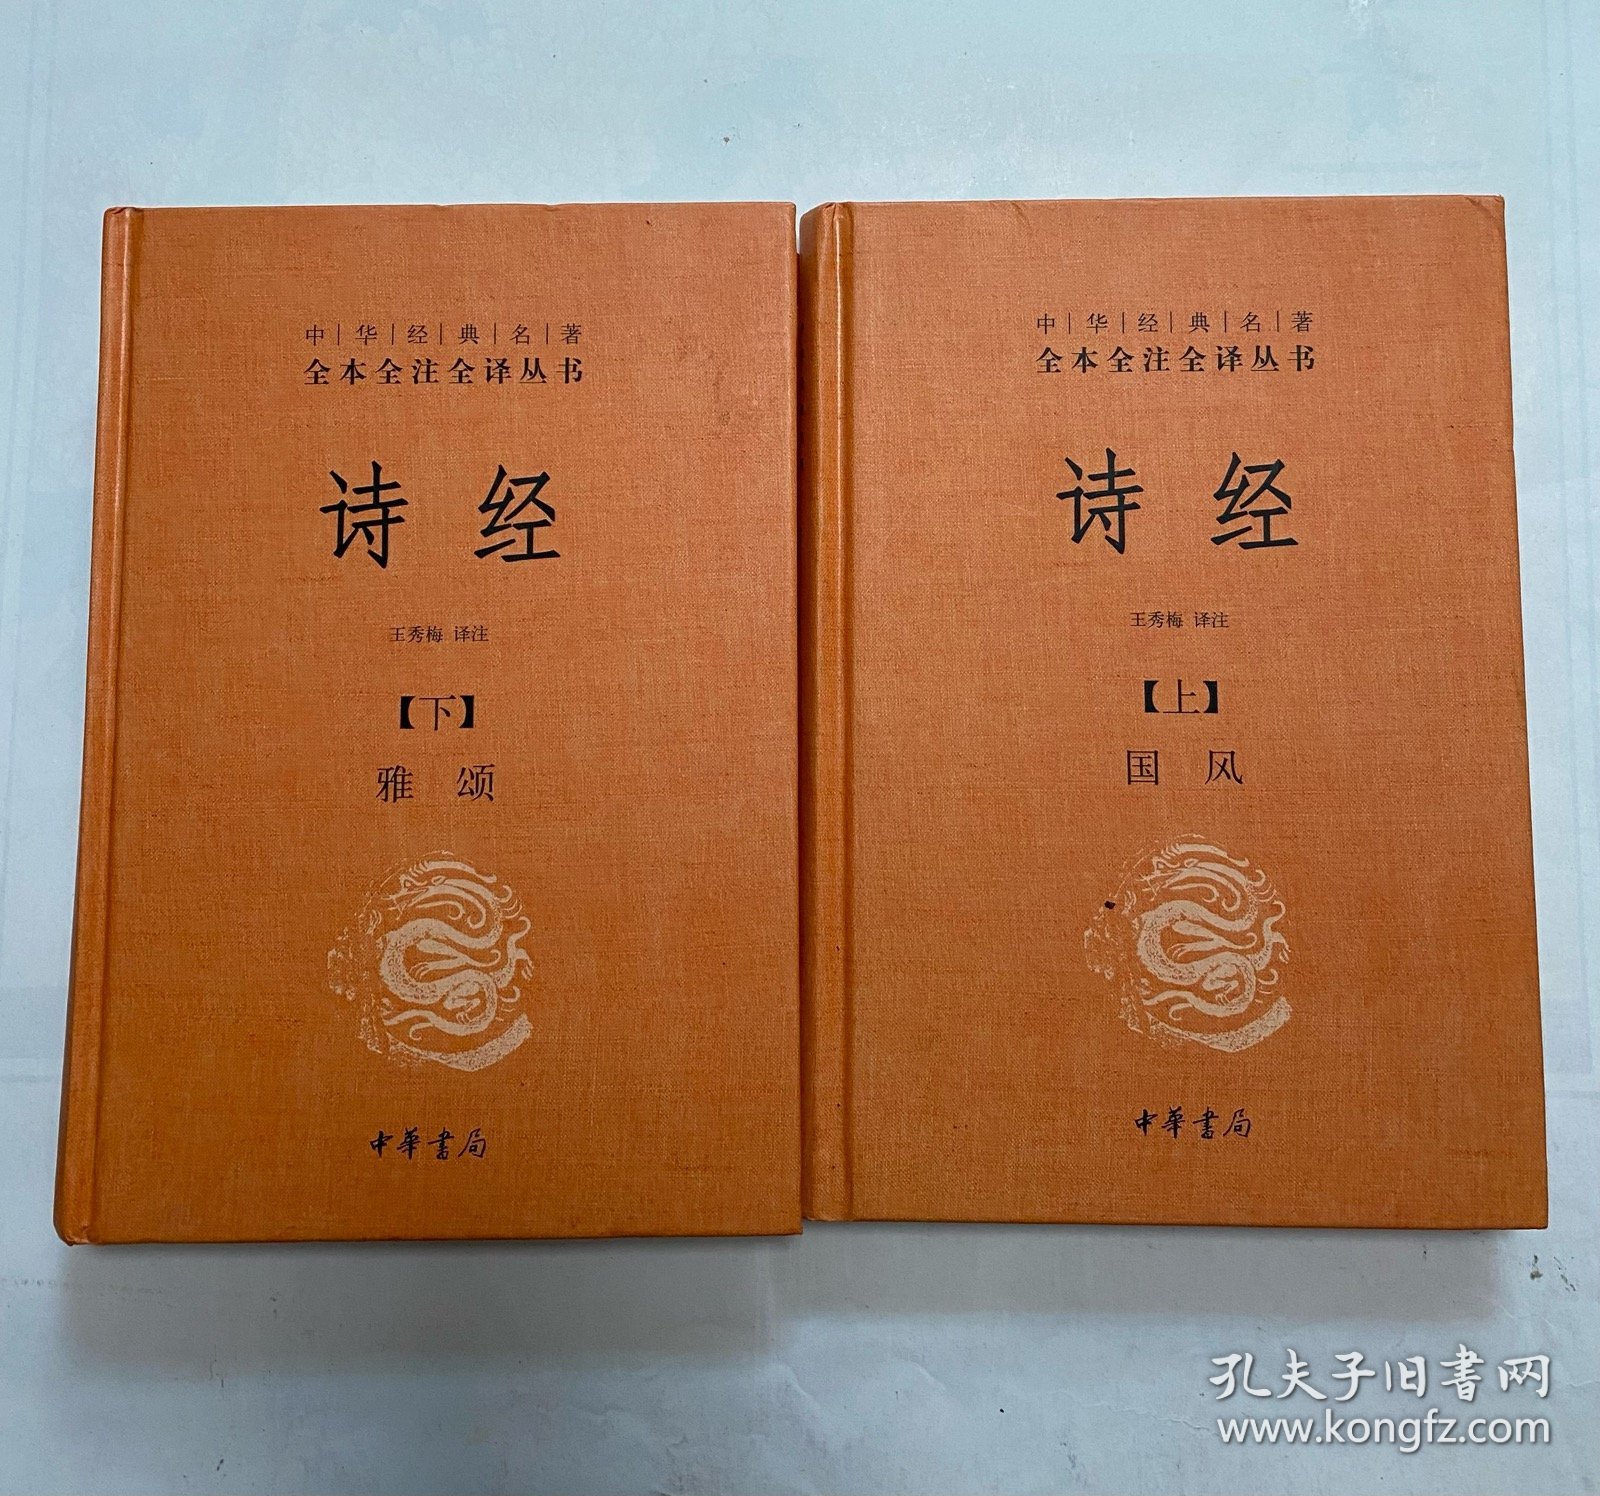 中|华|经|典|名|著
全本全注全译丛书
诗 经
王秀梅 译注
【下】
雅 颂
中華書局
中|华|经|典|名|著
全本全注全译丛书
诗 经
王秀梅 译注
【上】
国 风
中華書局
孔夫子旧書网
www.kongfz.com